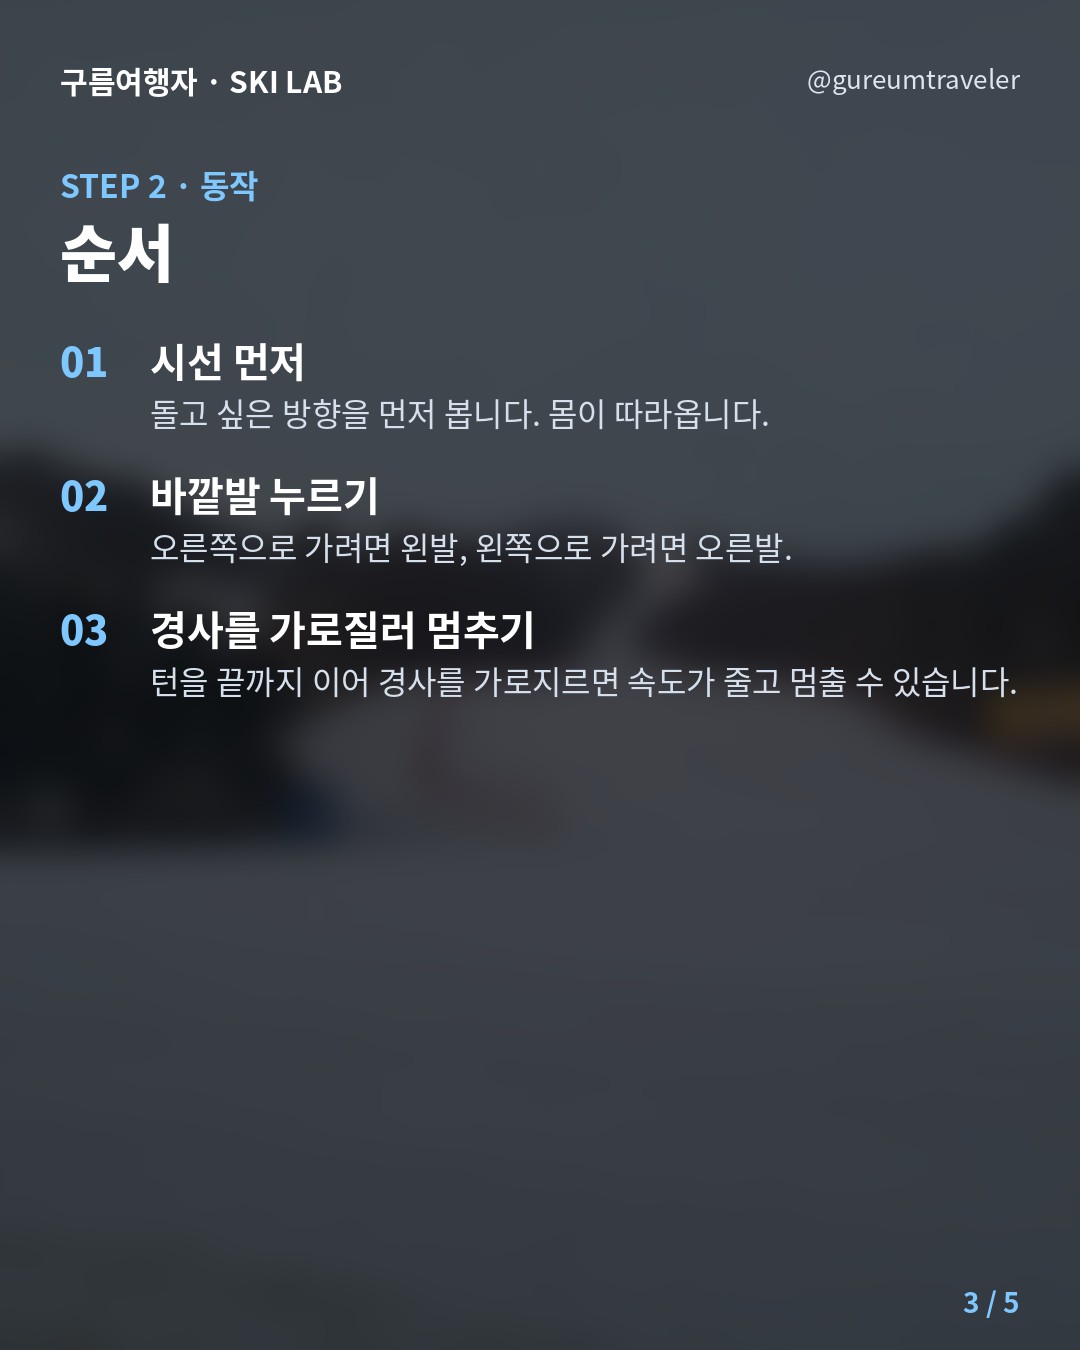 구름여행자 · SKI LAB
@gureumtraveler
STEP 2 · 동작
순서
01 시선 먼저
돌고 싶은 방향을 먼저 봅니다. 몸이 따라옵니다.
02 바깥발 누르기
오른쪽으로 가려면 왼발, 왼쪽으로 가려면 오른발.
03 경사를 가로질러 멈추기
턴을 끝까지 이어 경사를 가로지르면 속도가 줄고 멈출 수 있습니다.
3 / 5